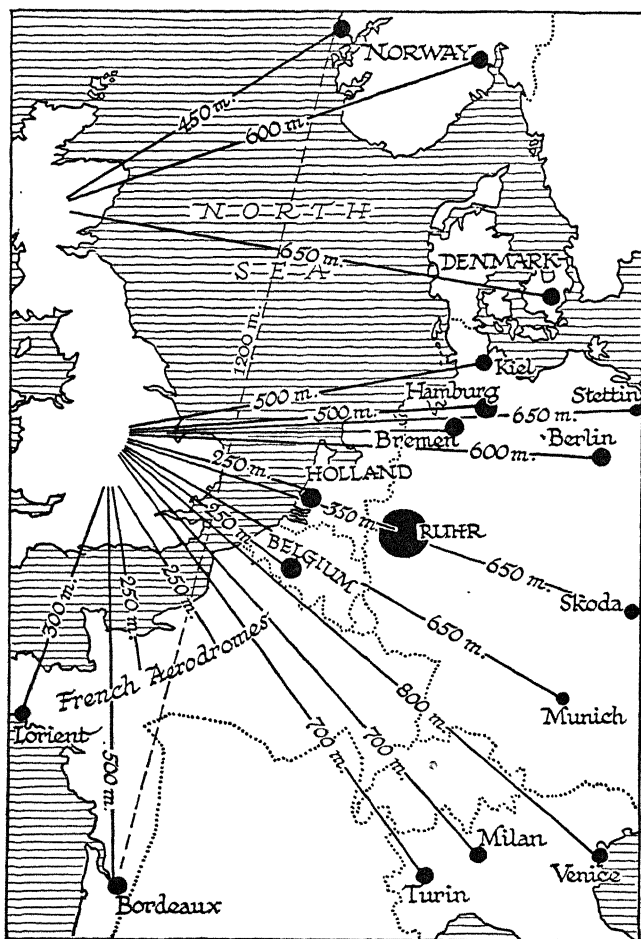 NORWAY
450 m.
600 m.
NORTH
SEA
650 m.
DENMARK
1200 m.
Kiel
500 m.
Hamburg
Stettin
500 m.
650 m.
Bremen
Berlin
600 m.
250 m.
HOLLAND
350 m.
RUHR
250 m.
BELGIUM
650 m.
Skoda
300 m.
250 m.
250 m.
650 m.
French Aerodromes
800 m.
Munich
Lorient
500 m.
700 m.
700 m.
Milan
Venice
Turin
Bordeaux